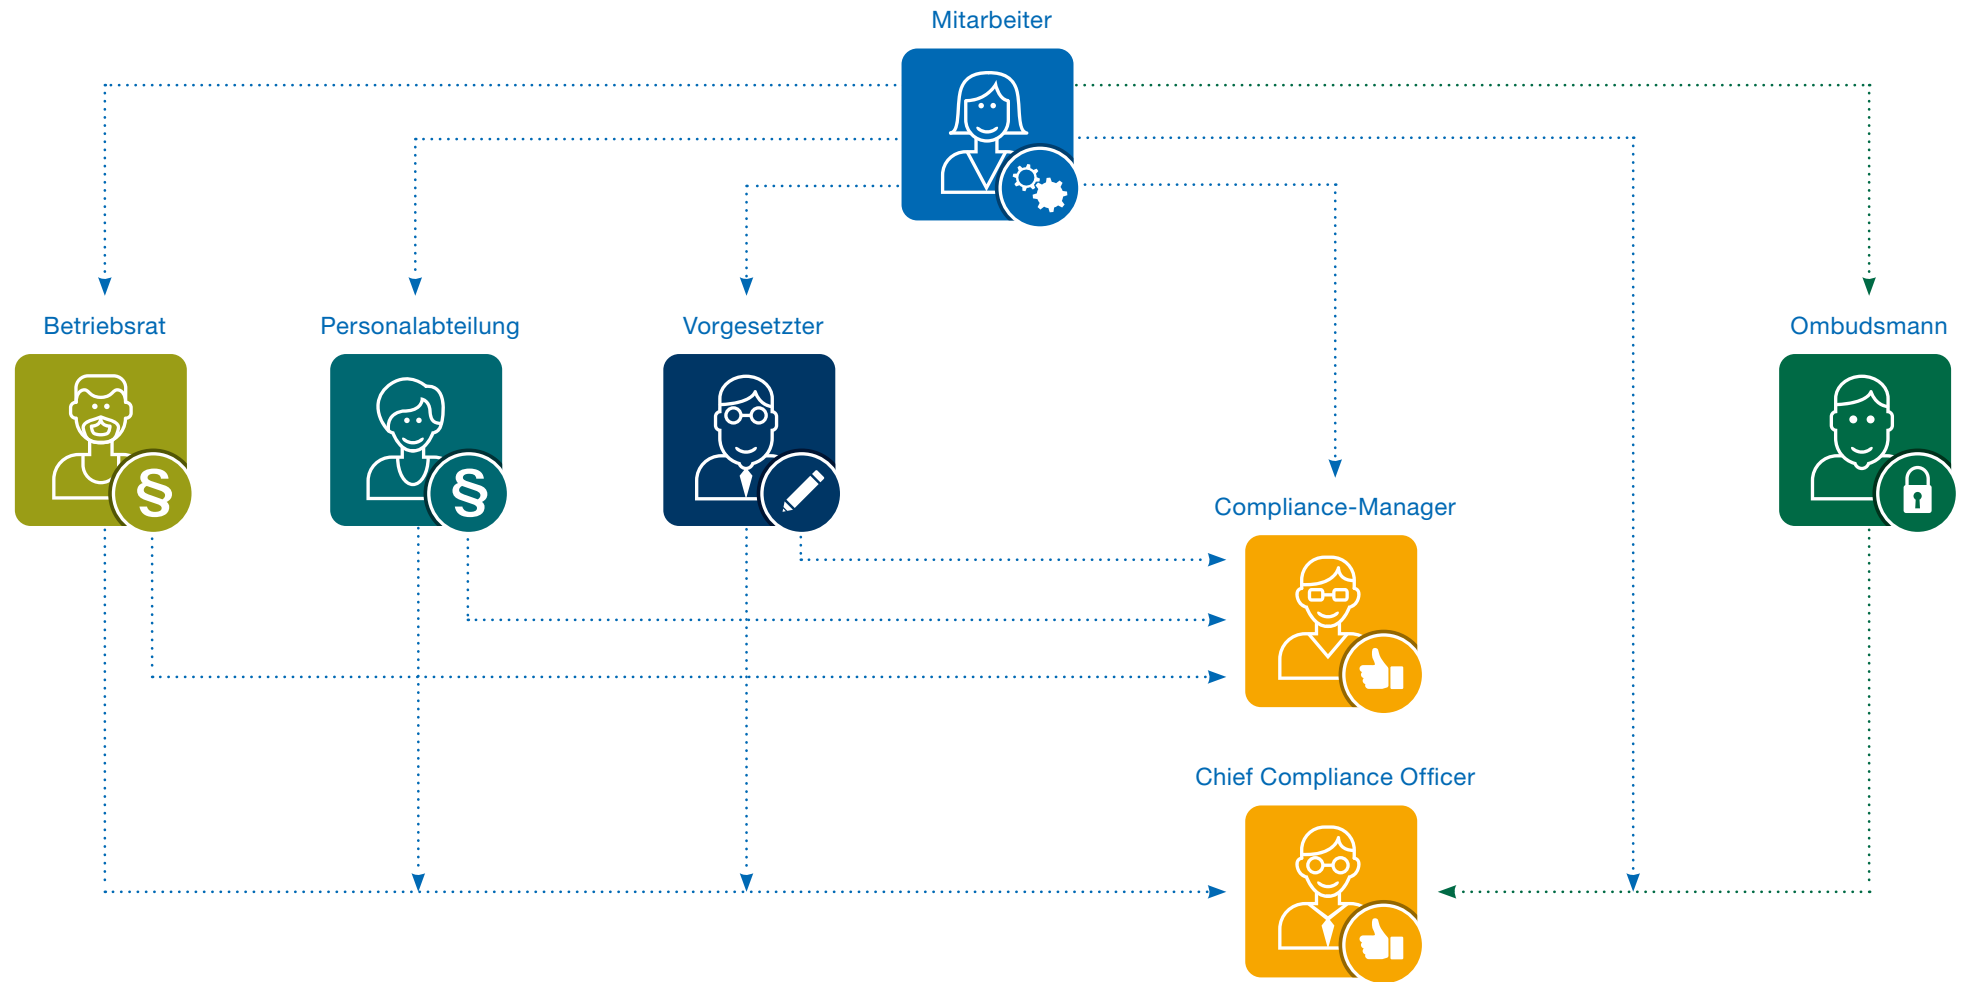 Mitarbeiter
Betriebsrat
Personalabteilung
Vorgesetzter
Ombudsmann
§
§
Compliance-Manager
Chief Compliance Officer